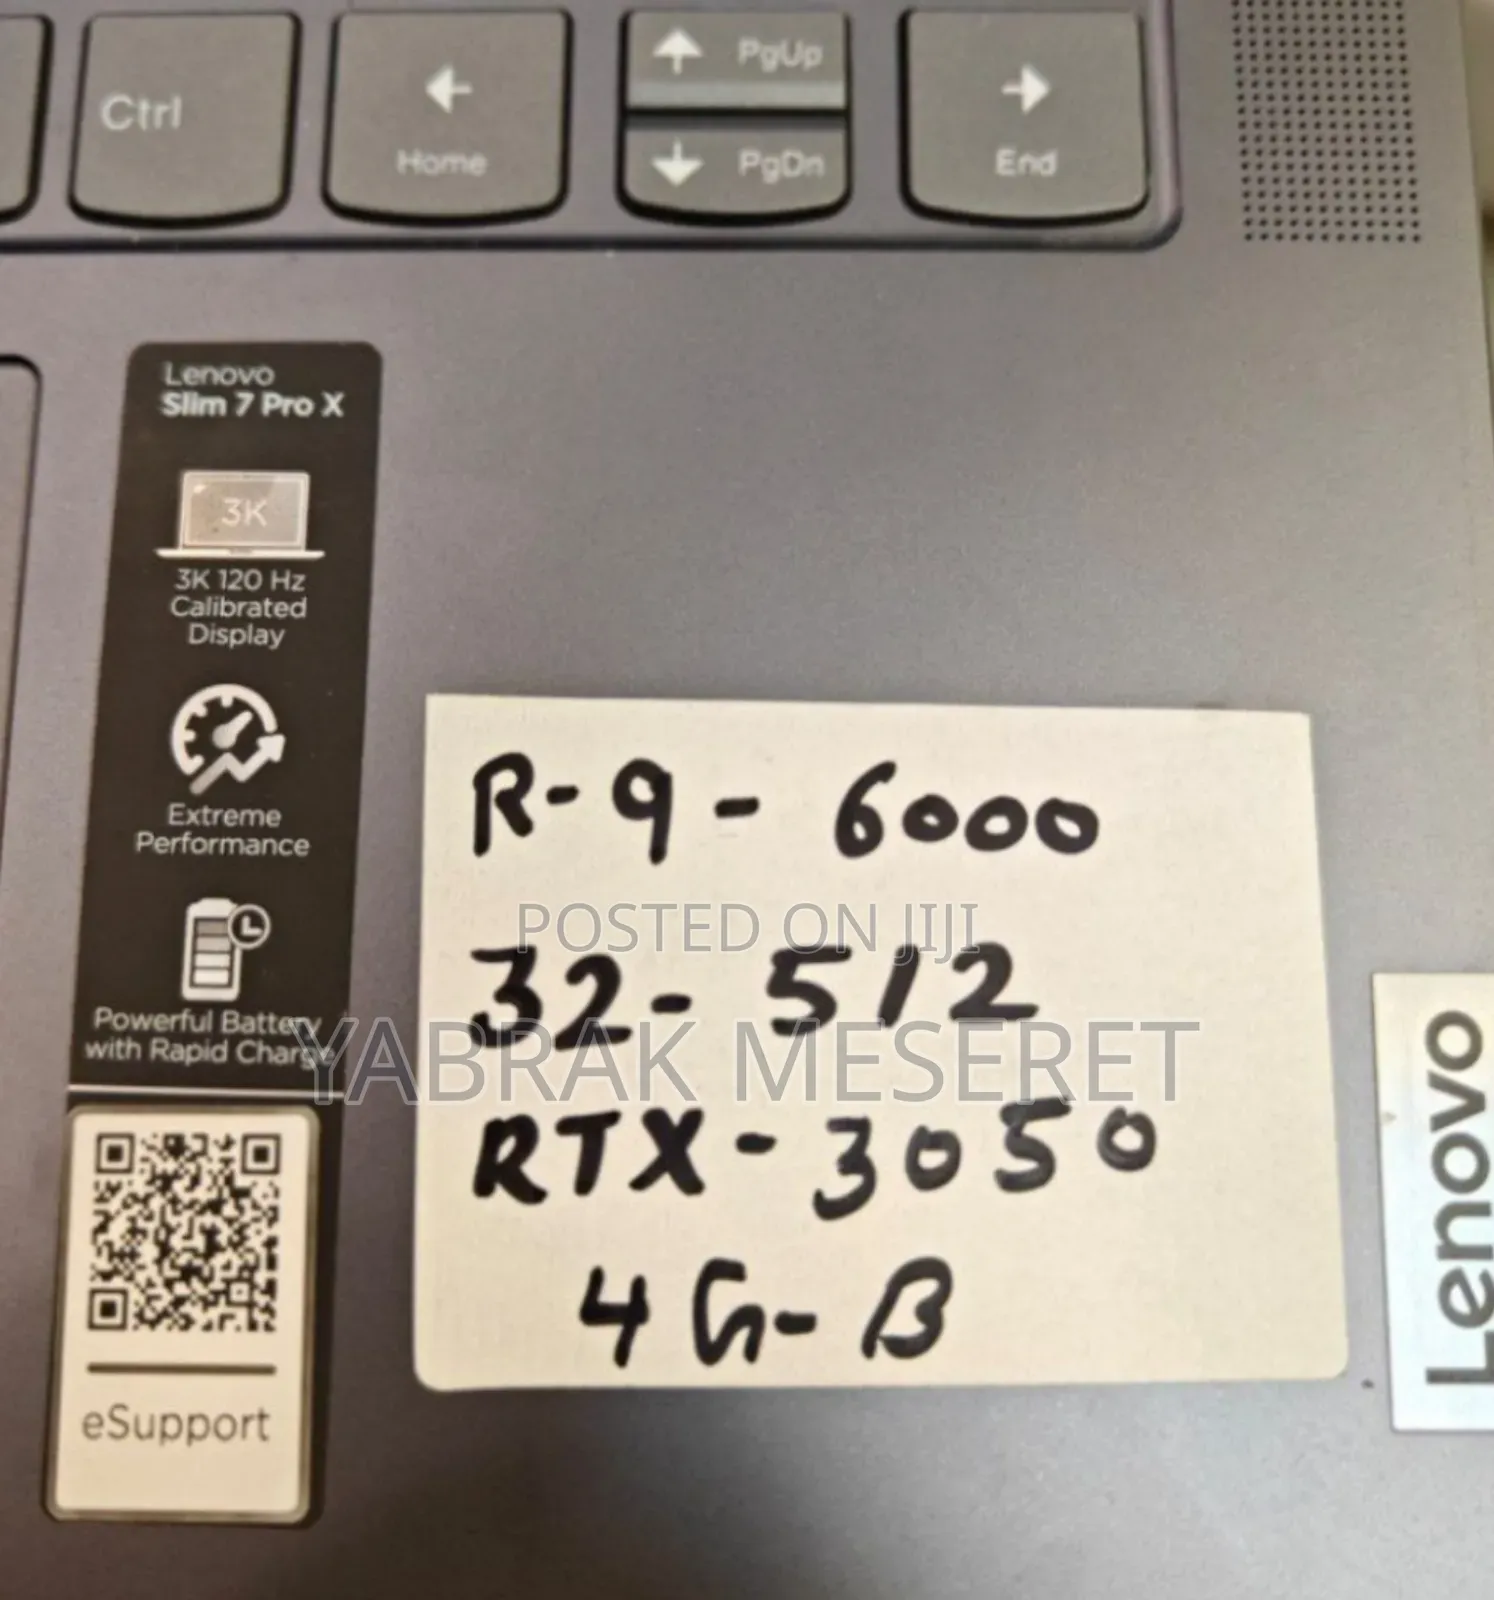 Ctrl
Home
PgUp
PgDn
End
Lenovo
Slim 7 Pro X
3K
3K 120 Hz
Calibrated
Display
Extreme
Performance
Powerful Battery
with Rapid Charge
eSupport
R-9-6000
32-512
RTX-3050
4G-B
POSTED ON JIJI
YABRAK MESERET
Lenovo